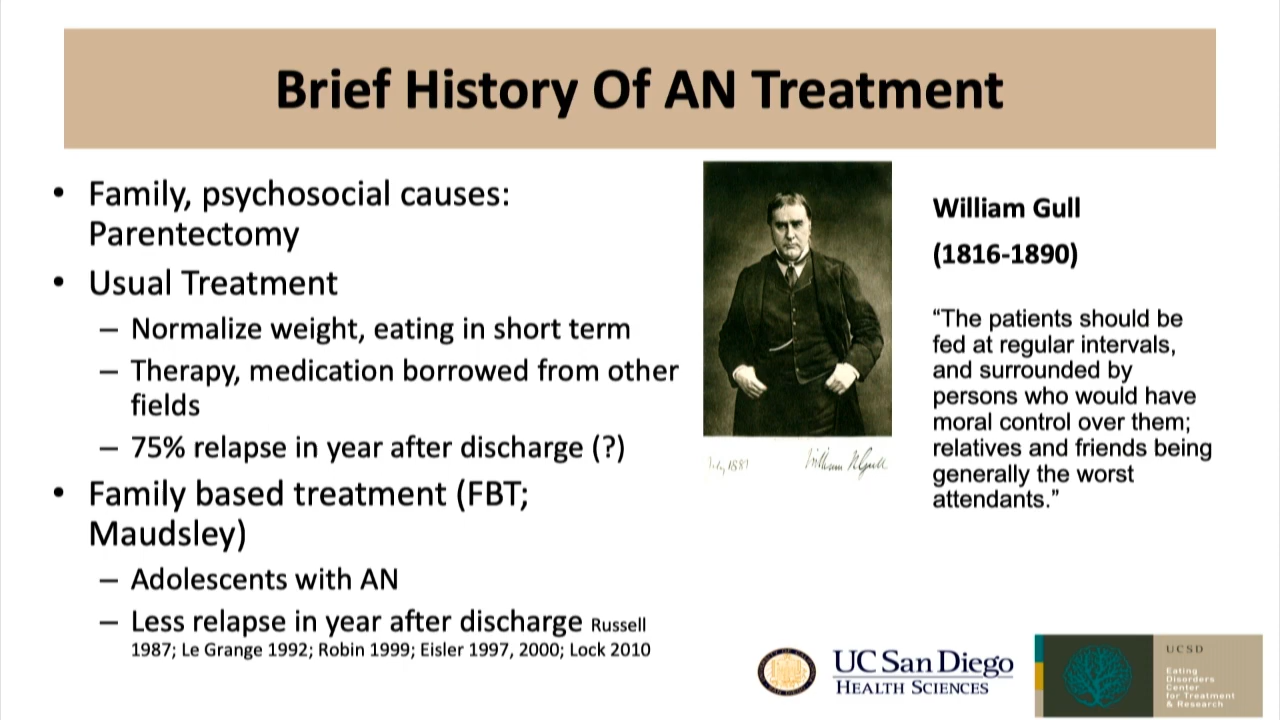 Brief History Of AN Treatment
• Family, psychosocial causes:
Parentectomy
• Usual Treatment
– Normalize weight, eating in short term
– Therapy, medication borrowed from other
fields
– 75% relapse in year after discharge (?)
• Family based treatment (FBT;
Maudsley)
– Adolescents with AN
– Less relapse in year after discharge Russell
1987; Le Grange 1992; Robin 1999; Eisler 1997, 2000; Lock 2010
William Gull
(1816-1890)
“The patients should be
fed at regular intervals,
and surrounded by
persons who would have
moral control over them;
relatives and friends being
generally the worst
attendants.”
UC San Diego
HEALTH SCIENCES
UCSD
Eating
Disorders
Center
for Treatment
& Research